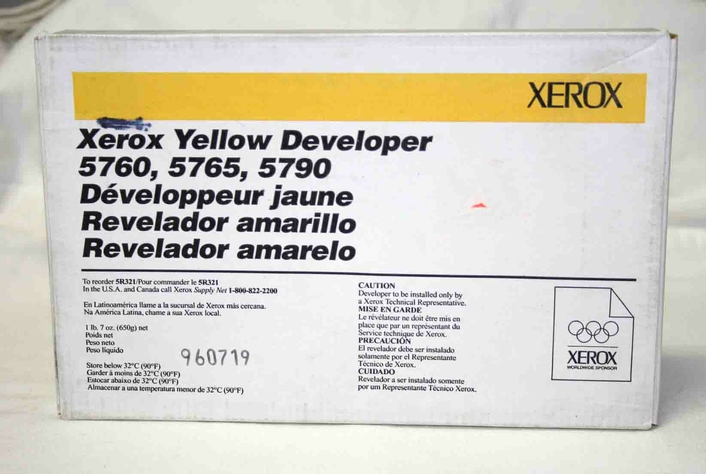 XEROX
Xerox Yellow Developer
5760, 5765, 5790
Développeur jaune
Revelador amarillo
Revelador amarelo
To reorder 5R321/Pour commander le 5R321
In the U.S.A. and Canada call Xerox Supply Net 1-800-822-2200
En Latinoamérica llame a la sucursal de Xerox más cercana.
Na América Latina, chame a sua Xerox local.
1 lb. 7 oz. (650g) net
Poids net
Peso neto
Peso líquido
960719
Store below 32°C (90°F)
Garder à moins de 32°C (90°F)
Estocar abaixo de 32°C (90°F)
Almacenar a una temperatura menor de 32°C (90°F)
CAUTION
Developer to be installed only by
a Xerox Technical Representative.
MISE EN GARDE
Le révélateur ne doit être mis en
place que par un représentant du
Service technique de Xerox.
PRECAUCIÓN
El revelador debe ser instalado
solamente por el Representante
Técnico de Xerox.
CUIDADO
Revelador a ser instalado somente
por um Representante Técnico Xerox.
XEROX
WORLDWIDE SPONSOR